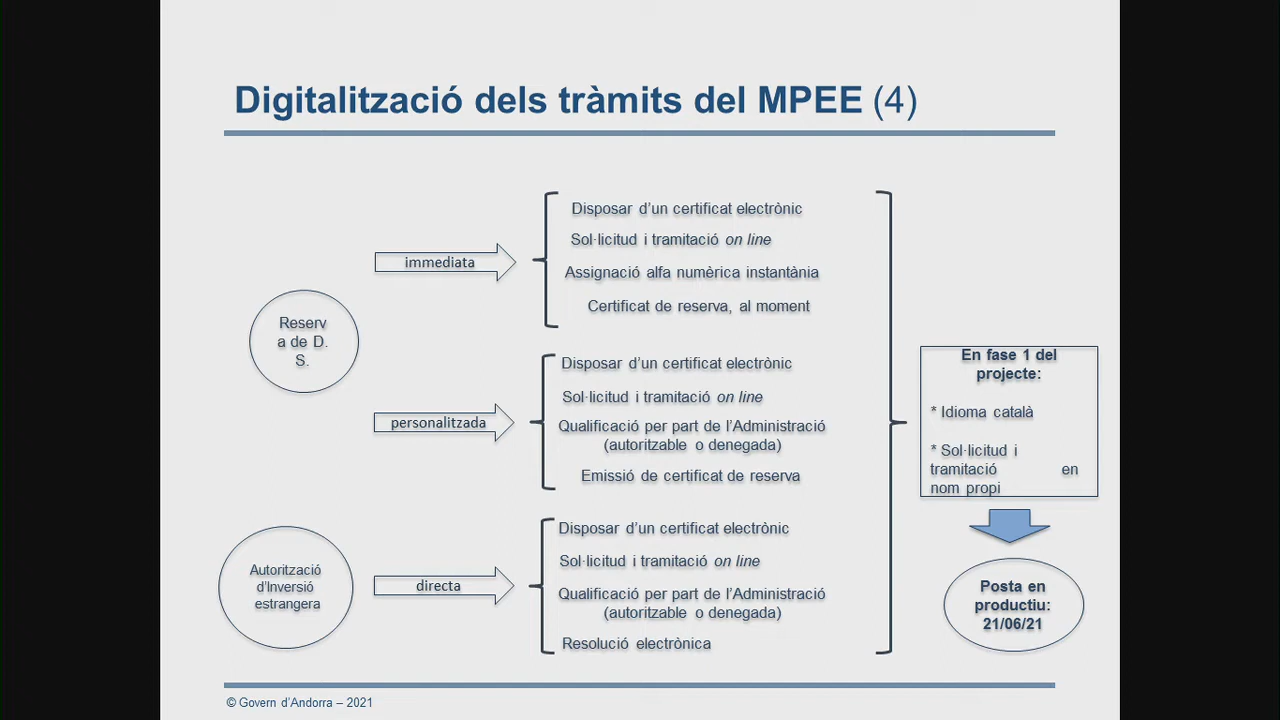 Digitalització dels tràmits del MPEE (4)
Reserv
a de D.
S.
immediata
Disposar d’un certificat electrònic
Sol·licitud i tramitació on line
Assignació alfa numèrica instantània
Certificat de reserva, al moment
personalitzada
Disposar d’un certificat electrònic
Sol·licitud i tramitació on line
Qualificació per part de l’Administració
(autoritzable o denegada)
Emissió de certificat de reserva
Autorització
d’Inversió
estrangera
directa
Disposar d’un certificat electrònic
Sol·licitud i tramitació on line
Qualificació per part de l’Administració
(autoritzable o denegada)
Resolució electrònica
En fase 1 del
projecte:
* Idioma català
* Sol·licitud i
tramitació en
nom propi
Posta en
productiu:
21/06/21
© Govern d’Andorra – 2021